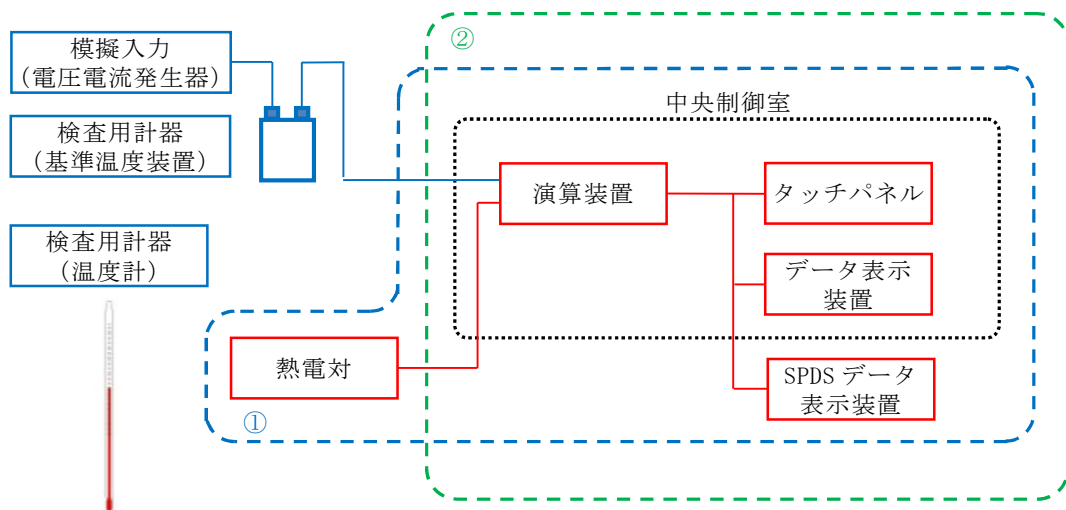 ②
模擬入力
（電圧電流発生器）
中央制御室
検査用計器
（基準温度装置）
演算装置
タッチパネル
検査用計器
（温度計）
データ表示
装置
熱電対
SPDS データ
表示装置
①